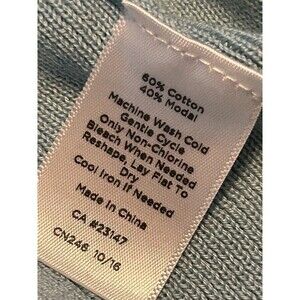 60% Cotton
40% Modal
Machine Wash Cold
Gentle Cycle
Only Non-Chlorine
Bleach When Needed
Reshape, Lay Flat To
Dry
Cool Iron If Needed
Made In China
CA #23147
CN246 10/16